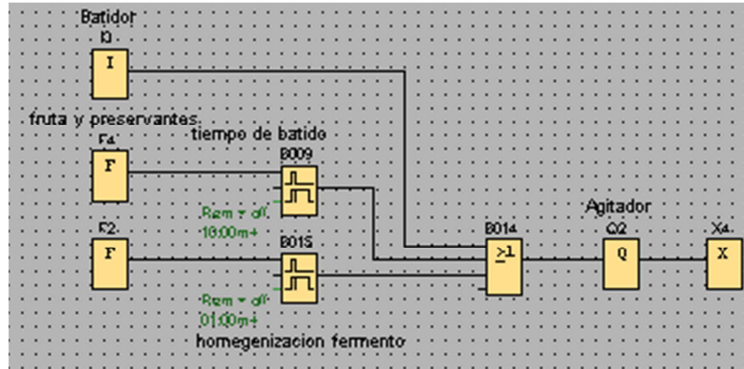 Batidor
I3
I
fruta y preservantes
F4
F
tiempo de batido
B009
Rem = off
10:00m+
F2
F
B015
Rem = off
01:00m+
homegenizacion fermento
B014
>1
Agitador
Q2
Q
X4
X